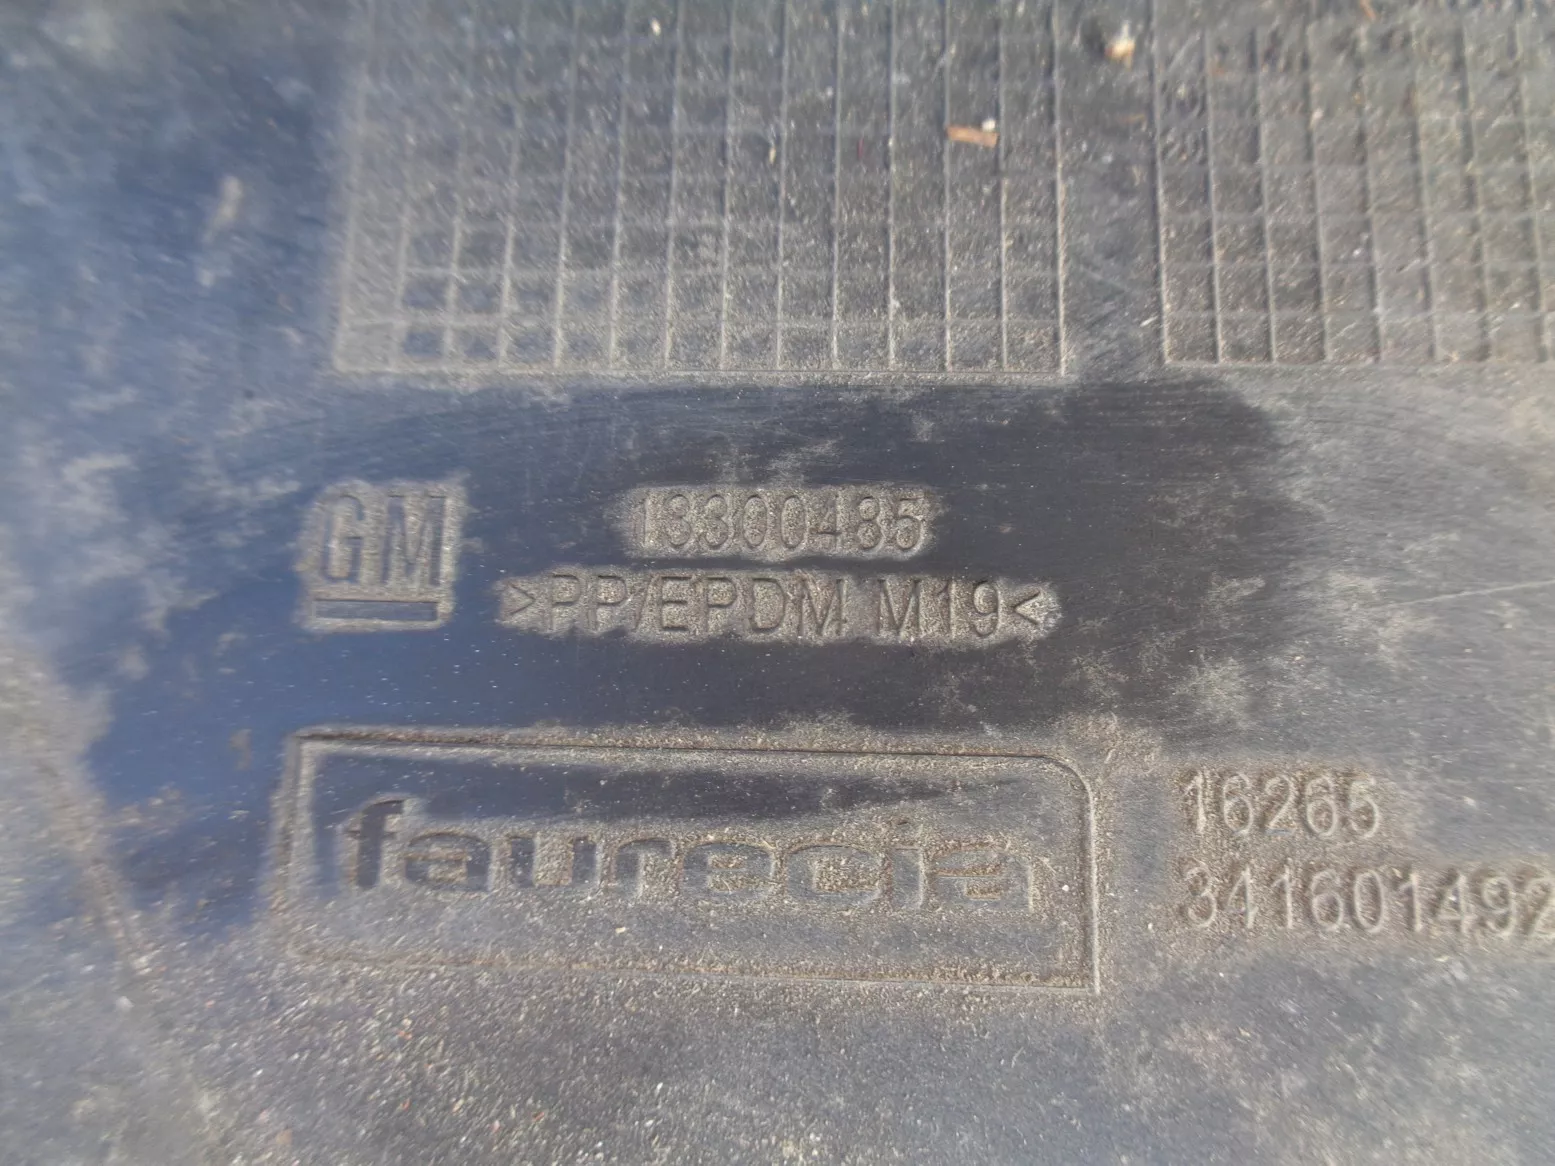 GM
13300485
>PP/EPDM M19<
faurecia
16265
341601492